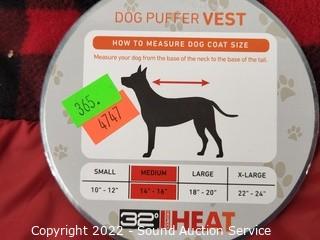 DOG PUFFER VEST
HOW TO MEASURE DOG COAT SIZE
Measure your dog from the base of the neck to the base of the tail.
365.
4747
SMALL MEDIUM LARGE X-LARGE
10" - 12" 14" - 16" 18" - 20" 22" - 24"
32° HEAT
Copyright 2022 - Sound Auction Service